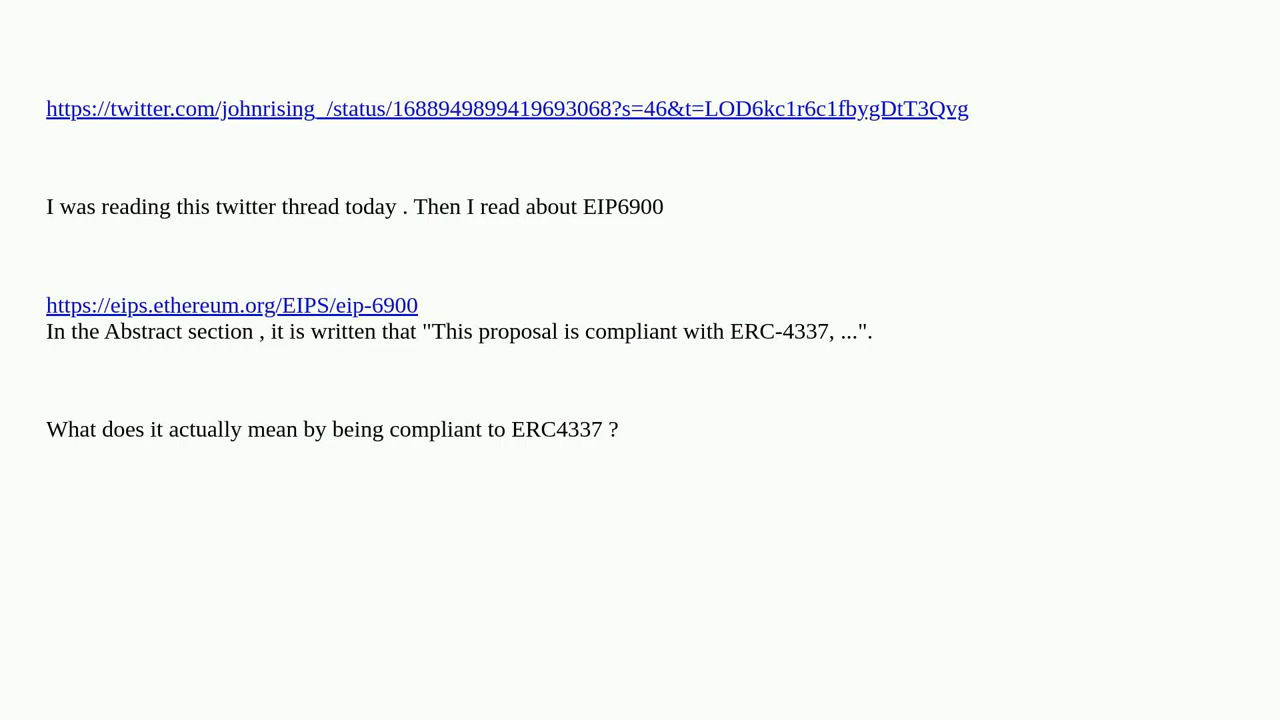 https://twitter.com/johnrising_/status/1688949899419693068?s=46&t=LOD6kc1r6c1fbygDtT3Qvg
I was reading this twitter thread today . Then I read about EIP6900
https://eips.ethereum.org/EIPS/eip-6900
In the Abstract section , it is written that "This proposal is compliant with ERC-4337, ...".
What does it actually mean by being compliant to ERC4337 ?